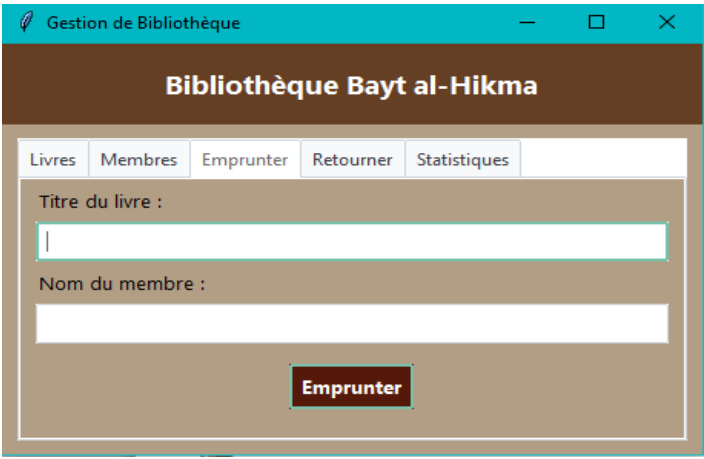 Gestion de Bibliothèque
Bibliothèque Bayt al-Hikma
Livres Membres Emprunter Retourner Statistiques
Titre du livre :
Nom du membre :
Emprunter